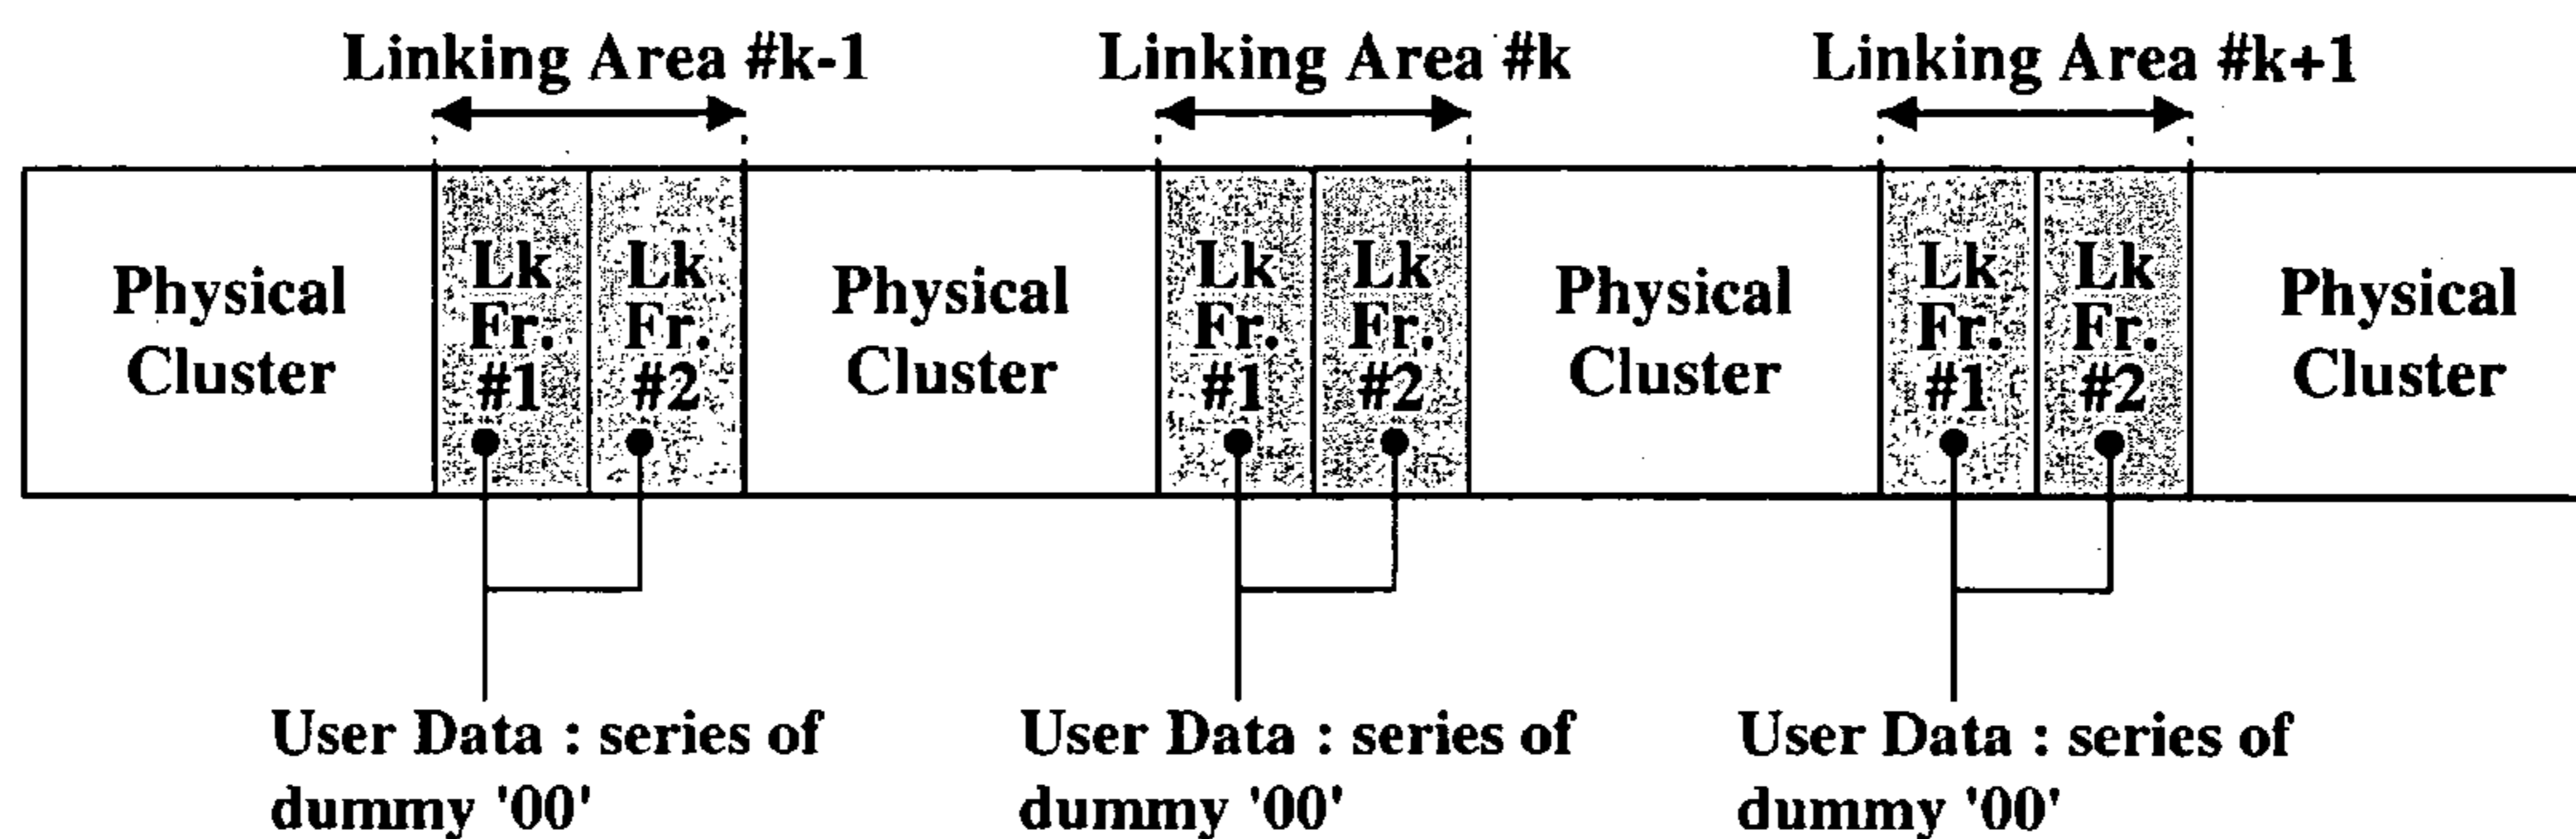 Linking Area #k-1
Linking Area #k
Linking Area #k+1
Physical
Cluster
Lk
Fr.
#1
Lk
Fr.
#2
Physical
Cluster
Lk
Fr.
#1
Lk
Fr.
#2
Physical
Cluster
Lk
Fr.
#1
Lk
Fr.
#2
Physical
Cluster
User Data : series of
dummy '00'
User Data : series of
dummy '00'
User Data : series of
dummy '00'